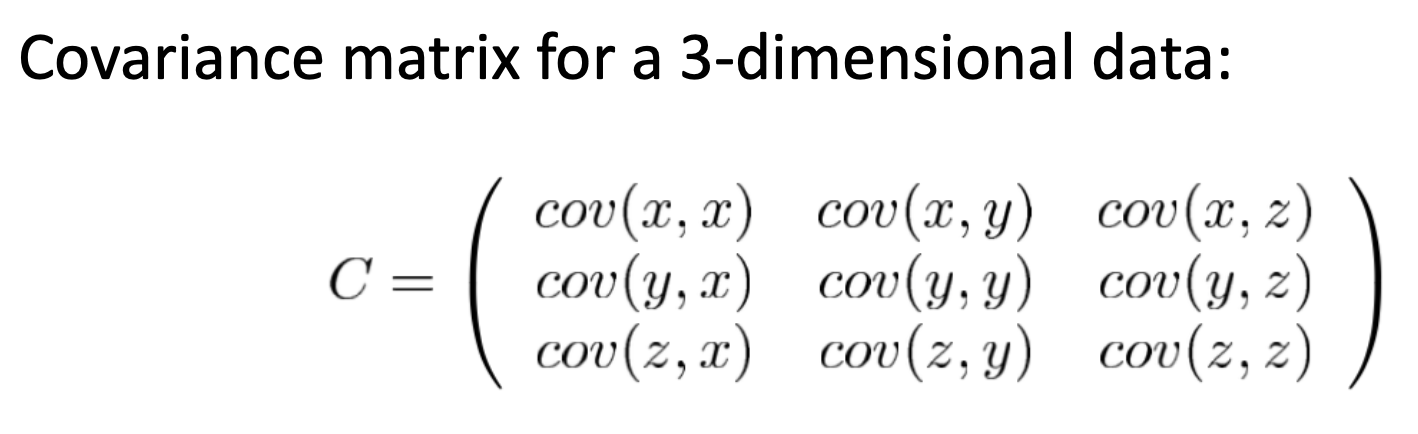 Covariance matrix for a 3-dimensional data:
cov(x, x) cov(x, y) cov(x, z)
C = ( cov(y, x) cov(y, y) cov(y, z) )
cov(z, x) cov(z, y) cov(z, z)